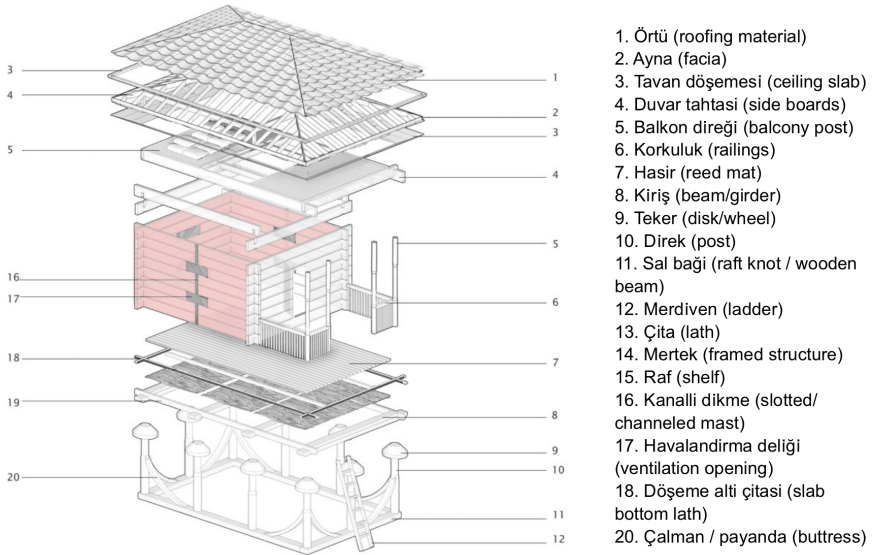 3
4
5
16
17
18
19
20
1
2
3
4
5
6
7
8
9
10
11
12
1. Örtü (roofing material)
2. Ayna (facia)
3. Tavan döşemesi (ceiling slab)
4. Duvar tahtasi (side boards)
5. Balkon direği (balcony post)
6. Korkuluk (railings)
7. Hasir (reed mat)
8. Kiriş (beam/girder)
9. Teker (disk/wheel)
10. Direk (post)
11. Sal baği (raft knot / wooden
beam)
12. Merdiven (ladder)
13. Çita (lath)
14. Mertek (framed structure)
15. Raf (shelf)
16. Kanalli dikme (slotted/
channeled mast)
17. Havalandirma deliği
(ventilation opening)
18. Döşeme alti çitasi (slab
bottom lath)
20. Çalman / payanda (buttress)